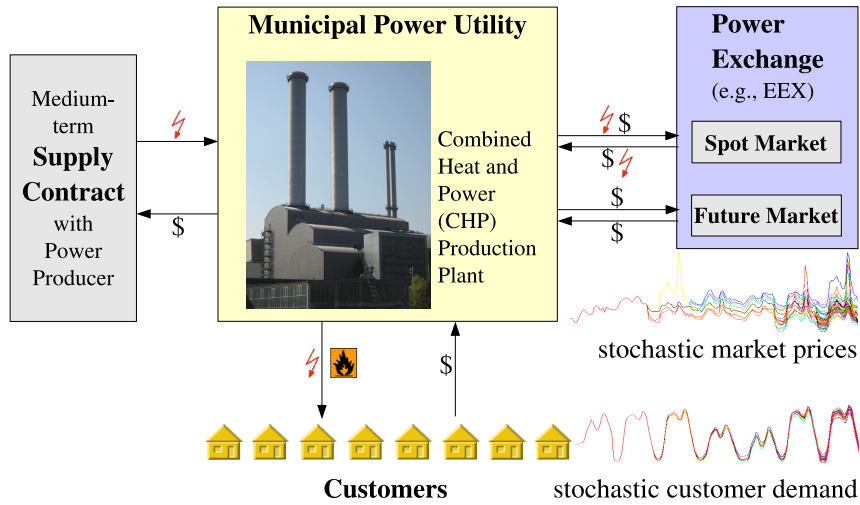 Municipal Power Utility
Medium-
term
Supply
Contract
with
Power
Producer
$
Combined
Heat and
Power
(CHP)
Production
Plant
$
$
$
$
Power
Exchange
(e.g., EEX)
Spot Market
Future Market
stochastic market prices
$
Customers
stochastic customer demand